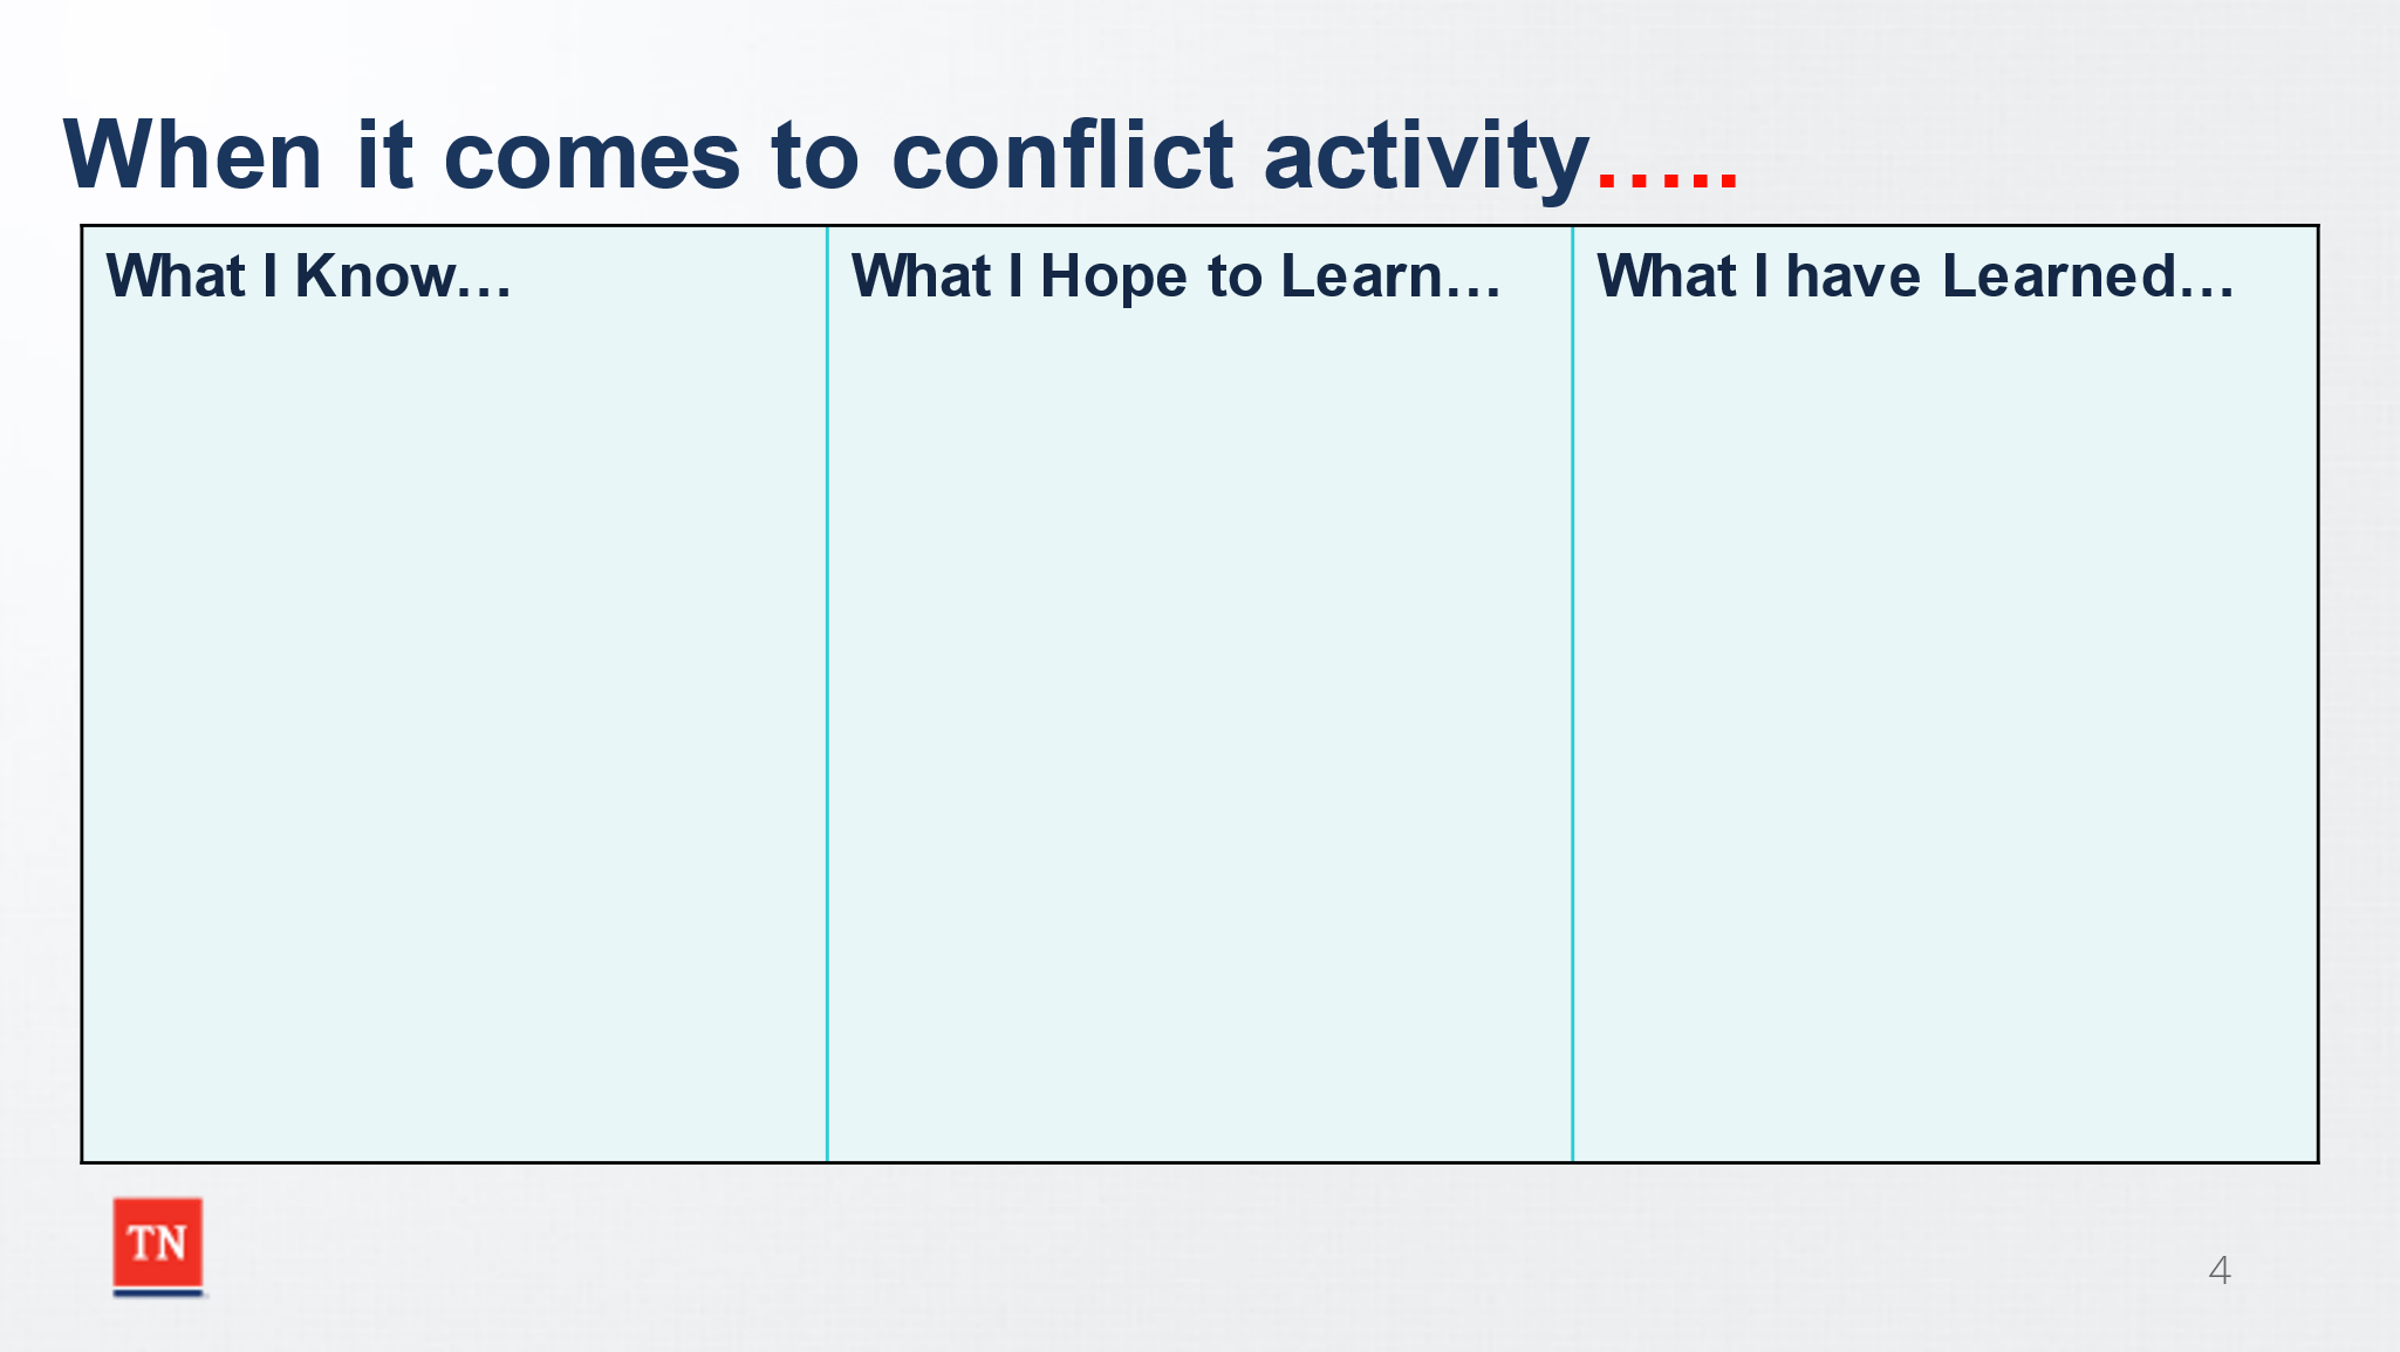 When it comes to conflict activity…..
What I Know…
What I Hope to Learn…
What I have Learned…
TN
4